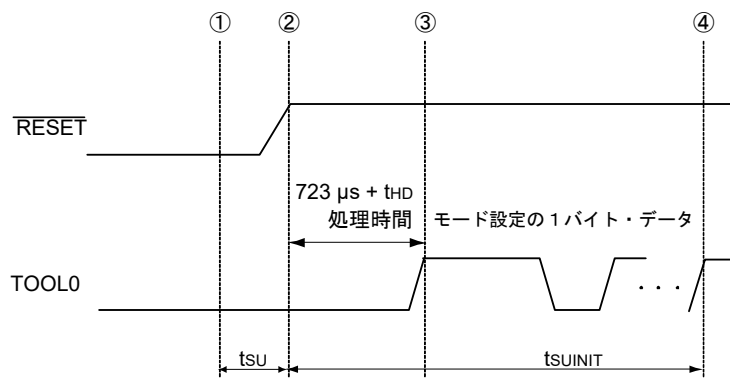 ① ② ③ ④
RESET
723 µs + tHD
処理時間 モード設定の1バイト・データ
TOOL0
. . .
tSU tSUINIT